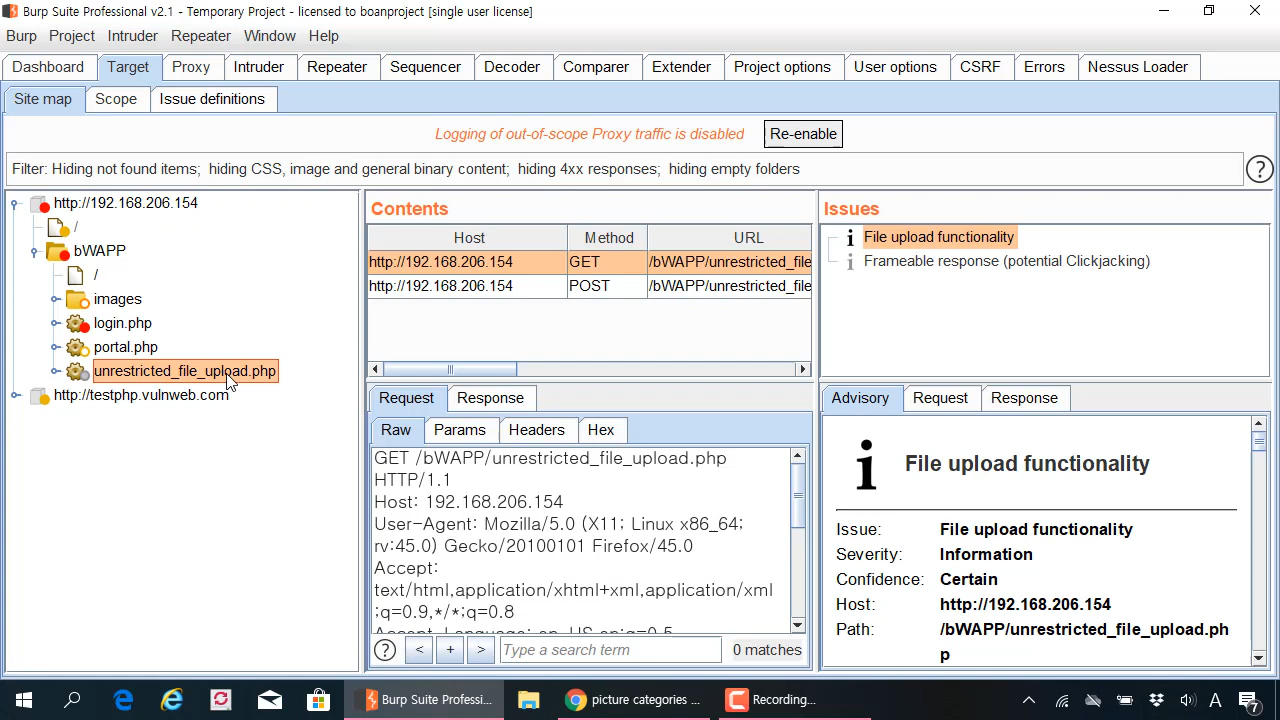 Burp Suite Professional v2.1 - Temporary Project - licensed to boanproject [single user license]
Burp Project Intruder Repeater Window Help
Dashboard Target Proxy Intruder Repeater Sequencer Decoder Comparer Extender Project options User options CSRF Errors Nessus Loader
Site map Scope Issue definitions
Logging of out-of-scope Proxy traffic is disabled Re-enable
Filter: Hiding not found items; hiding CSS, image and general binary content; hiding 4xx responses; hiding empty folders ?
http://192.168.206.154
/
bWAPP
/
images
login.php
portal.php
unrestricted_file_upload.php
http://testphp.vulnweb.com
Contents
Host Method URL
http://192.168.206.154 GET /bWAPP/unrestricted_file
http://192.168.206.154 POST /bWAPP/unrestricted_file
Request Response
Raw Params Headers Hex
GET /bWAPP/unrestricted_file_upload.php
HTTP/1.1
Host: 192.168.206.154
User-Agent: Mozilla/5.0 (X11; Linux x86_64;
rv:45.0) Gecko/20100101 Firefox/45.0
Accept:
text/html,application/xhtml+xml,application/xml
;q=0.9,*/*;q=0.8
Accept-Language: en-US,en;q=0.5
? < + > Type a search term 0 matches
Issues
i File upload functionality
i Frameable response (potential Clickjacking)
Advisory Request Response
i File upload functionality
Issue: File upload functionality
Severity: Information
Confidence: Certain
Host: http://192.168.206.154
Path: /bWAPP/unrestricted_file_upload.ph
p
Burp Suite Professi... picture categories ... Recording... A 7